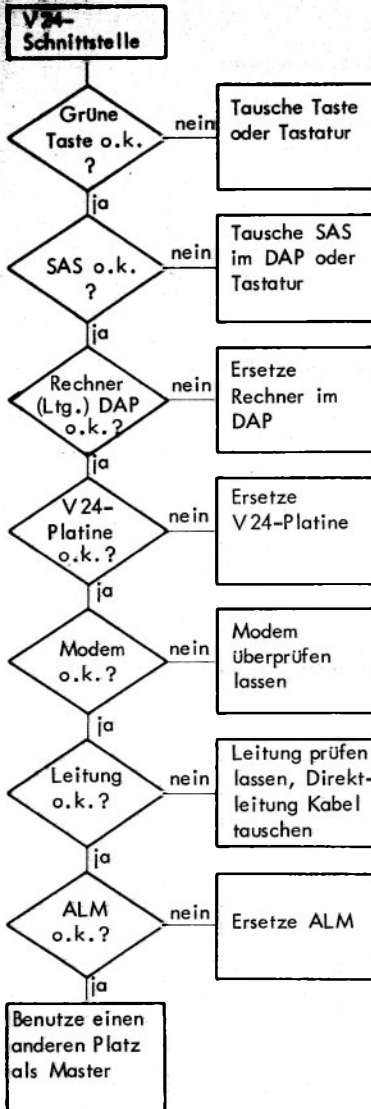 V24-
Schnittstelle
Grüne
Taste o.k.
?
nein
Tausche Taste
oder Tastatur
ja
SAS o.k.
?
nein
Tausche SAS
im DAP oder
Tastatur
ja
Rechner
(Ltg.) DAP
o.k.?
nein
Ersetze
Rechner im
DAP
ja
V24-
Platine
o.k.?
nein
Ersetze
V24-Platine
ja
Modem
o.k.?
nein
Modem
überprüfen
lassen
ja
Leitung
o.k.?
nein
Leitung prüfen
lassen, Direkt-
leitung Kabel
tauschen
ja
ALM
o.k.?
nein
Ersetze ALM
ja
Benutze einen
anderen Platz
als Master